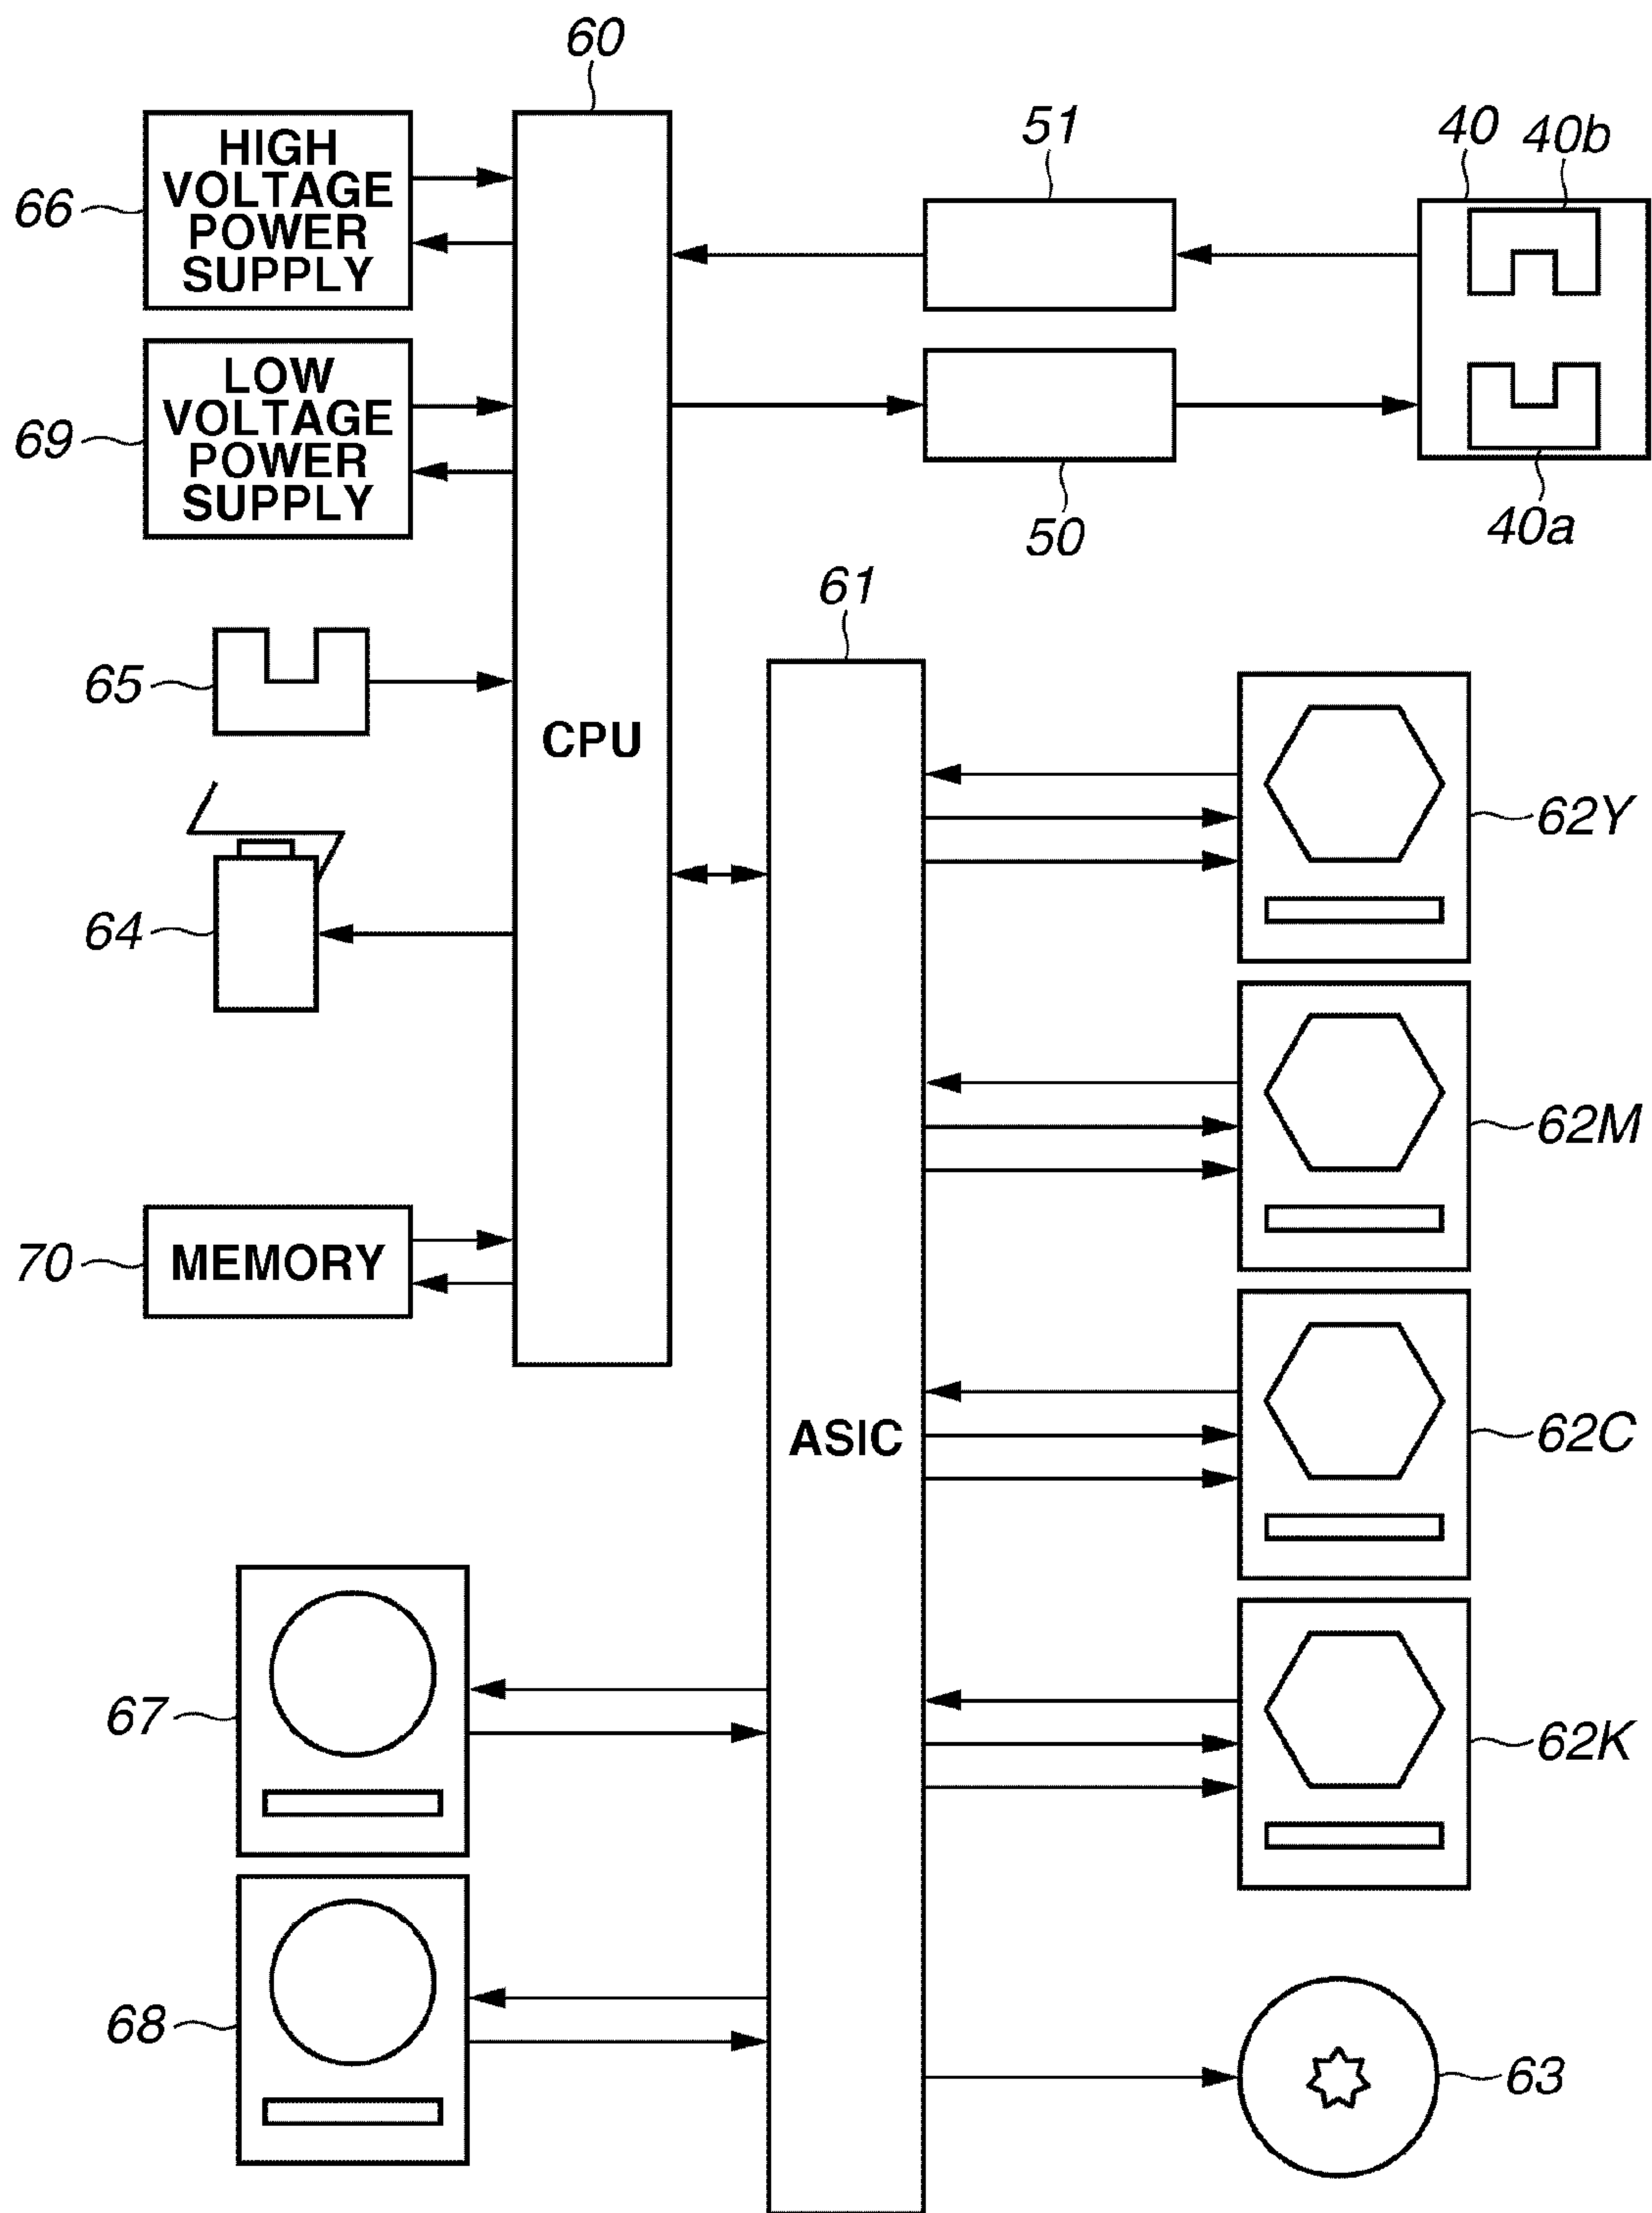 60
HIGH
VOLTAGE
POWER
SUPPLY
66
51
40
40b
LOW
VOLTAGE
POWER
SUPPLY
69
50
40a
61
65
CPU
62Y
64
62M
70
MEMORY
ASIC
62C
67
62K
68
63